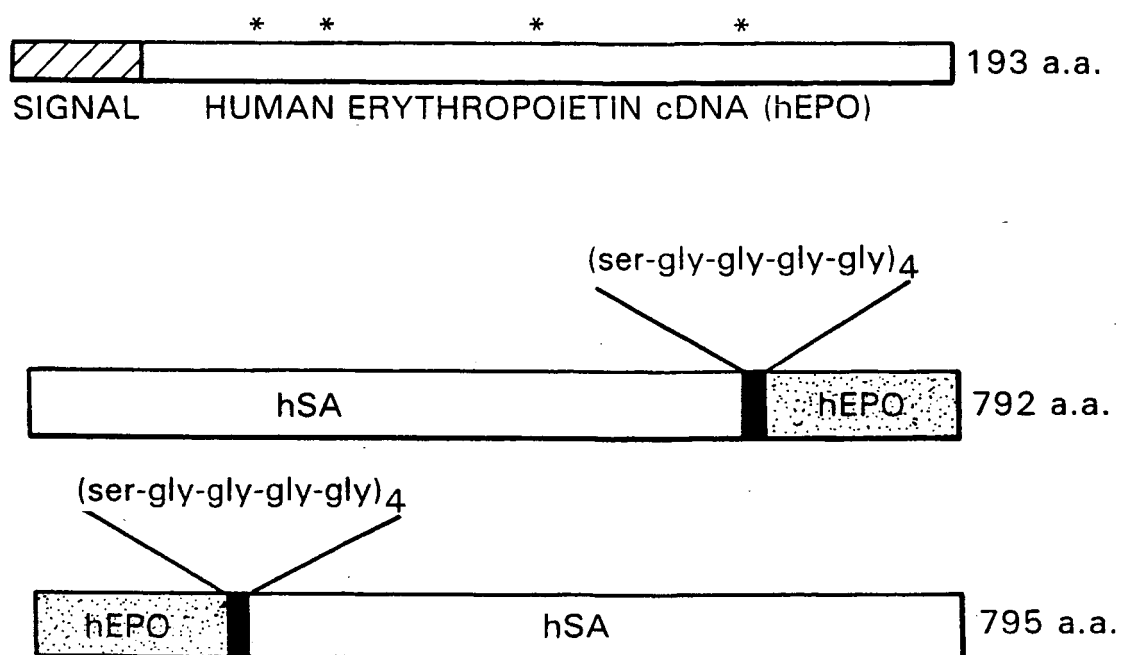 * * * *
193 a.a.
SIGNAL HUMAN ERYTHROPOIETIN cDNA (hEPO)
(ser-gly-gly-gly-gly)4
hSA hEPO 792 a.a.
(ser-gly-gly-gly-gly)4
hEPO hSA 795 a.a.